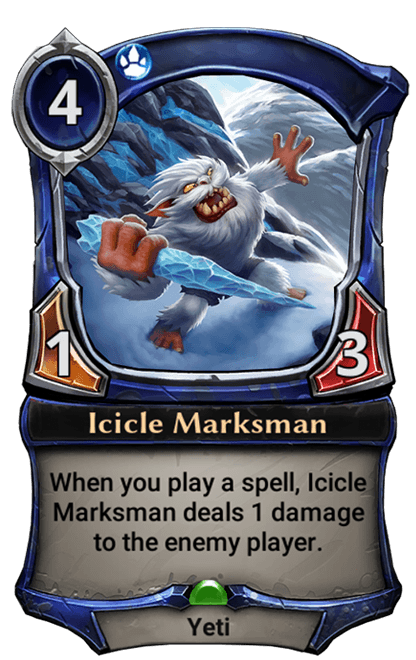 4
1
3
Icicle Marksman
When you play a spell, Icicle
Marksman deals 1 damage
to the enemy player.
Yeti